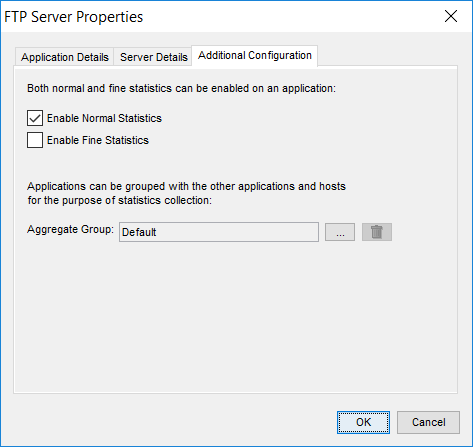 FTP Server Properties
Application Details Server Details Additional Configuration
Both normal and fine statistics can be enabled on an application:
Enable Normal Statistics
Enable Fine Statistics
Applications can be grouped with the other applications and hosts
for the purpose of statistics collection:
Aggregate Group: Default ...
OK Cancel